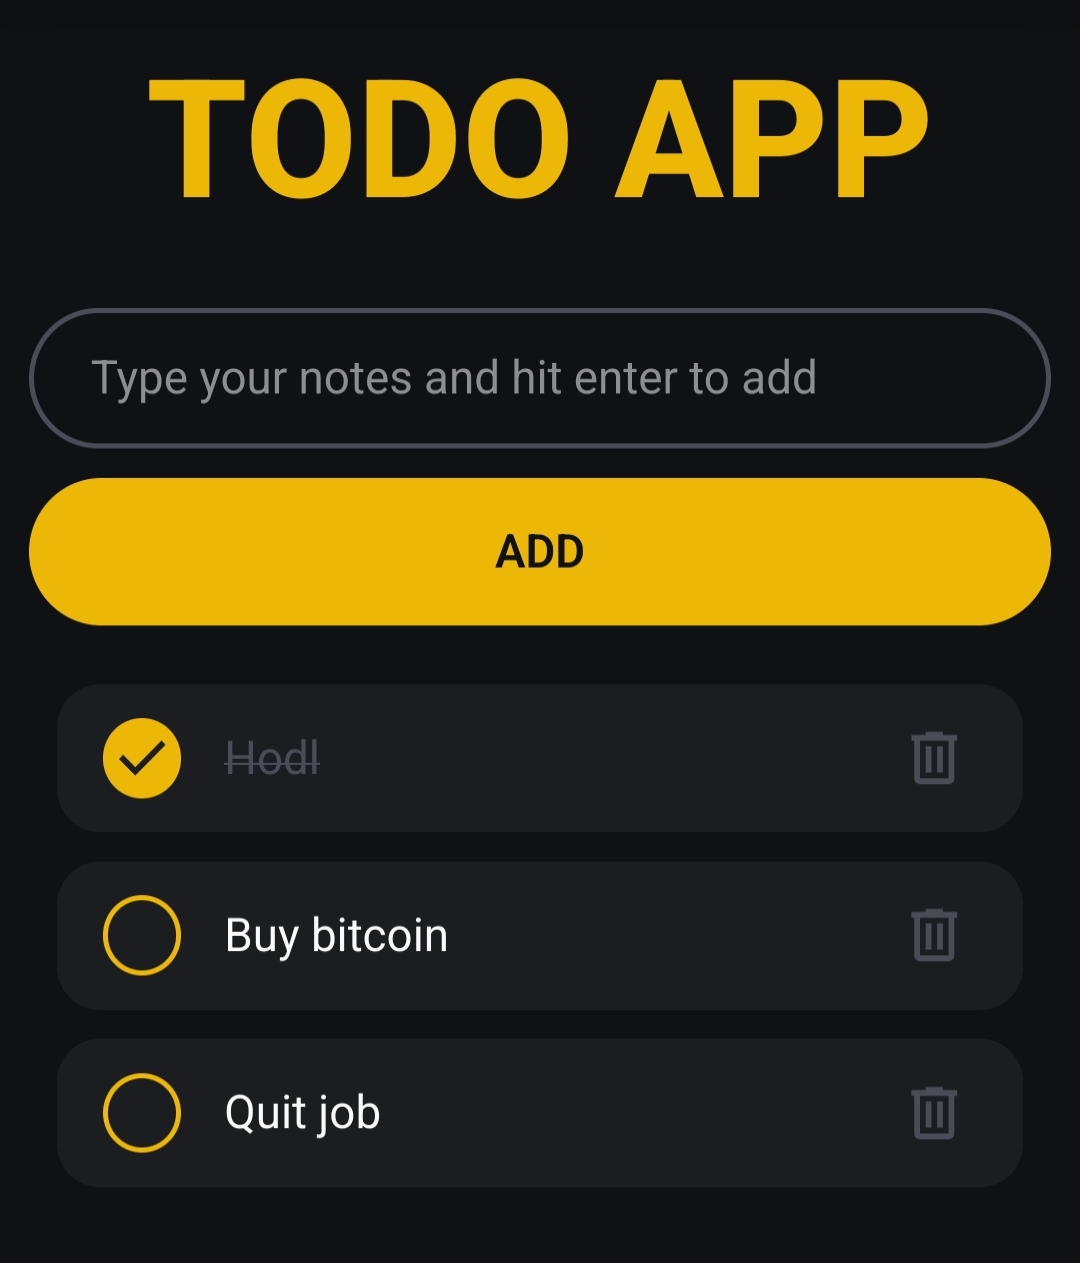 TODO APP
Type your notes and hit enter to add
ADD
Hodl
Buy bitcoin
Quit job